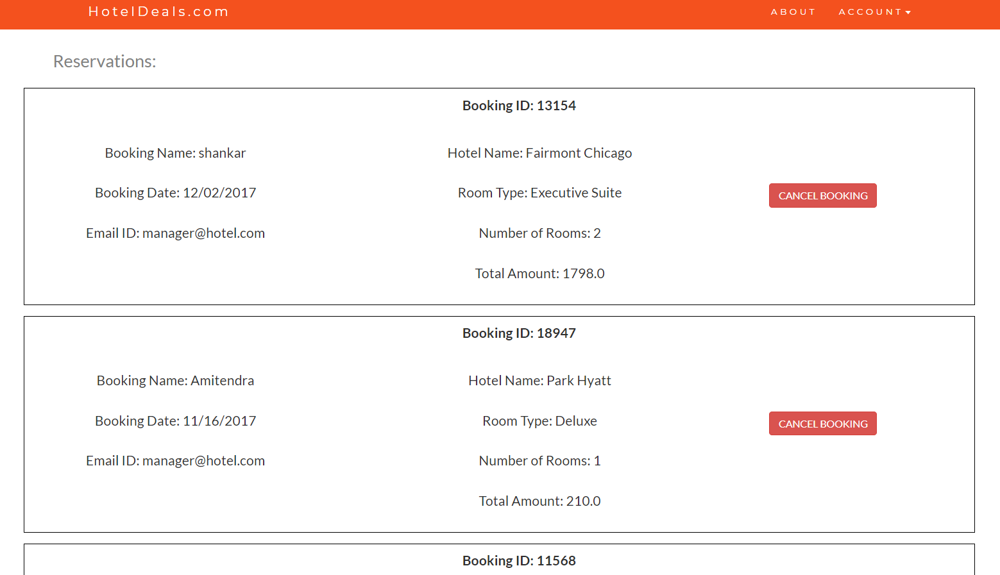 HotelDeals.com
ABOUT
ACCOUNT
Reservations:
Booking ID: 13154
Booking Name: shankar
Hotel Name: Fairmont Chicago
Booking Date: 12/02/2017
Room Type: Executive Suite
CANCEL BOOKING
Email ID: manager@hotel.com
Number of Rooms: 2
Total Amount: 1798.0
Booking ID: 18947
Booking Name: Amitendra
Hotel Name: Park Hyatt
Booking Date: 11/16/2017
Room Type: Deluxe
CANCEL BOOKING
Email ID: manager@hotel.com
Number of Rooms: 1
Total Amount: 210.0
Booking ID: 11568